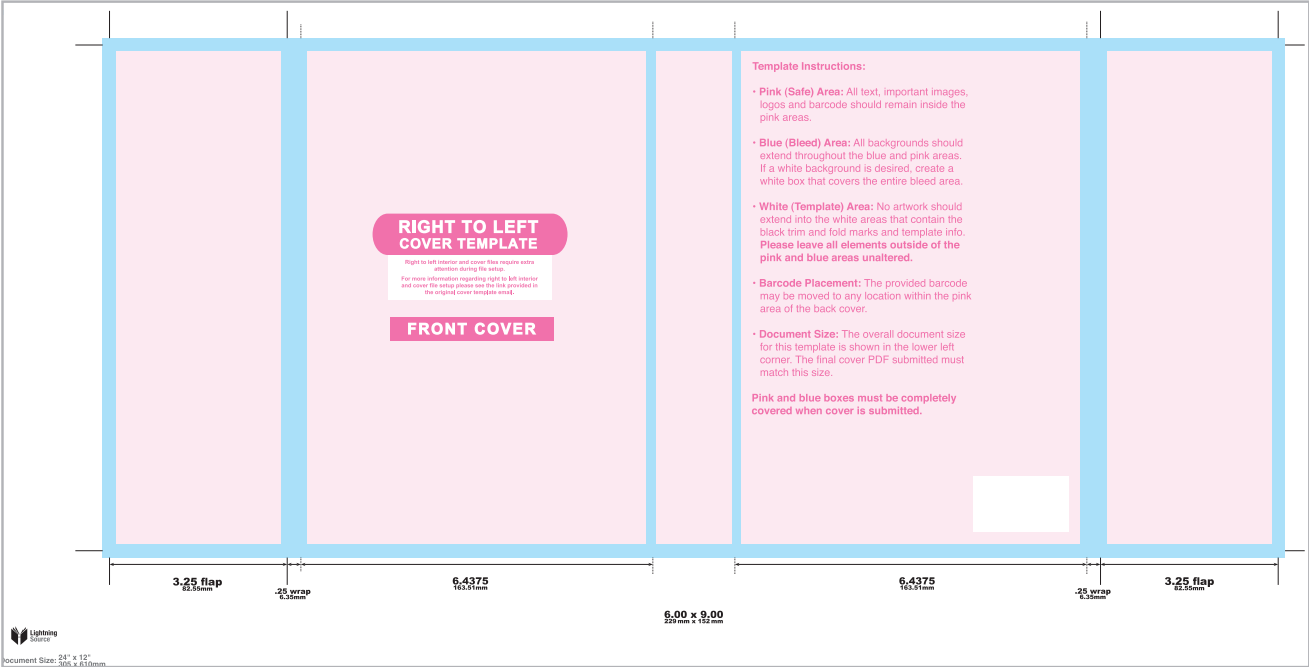 Template Instructions:
• Pink (Safe) Area: All text, important images,
logos and barcode should remain inside the
pink areas.
• Blue (Bleed) Area: All backgrounds should
extend throughout the blue and pink areas.
If a white background is desired, create a
white box that covers the entire bleed area.
• White (Template) Area: No artwork should
extend into the white areas that contain the
black trim and fold marks and template info.
Please leave all elements outside of the
pink and blue areas unaltered.
• Barcode Placement: The provided barcode
may be moved to any location within the pink
area of the back cover.
• Document Size: The overall document size
for this template is shown in the lower left
corner. The final cover PDF submitted must
match this size.
Pink and blue boxes must be completely
covered when cover is submitted.
RIGHT TO LEFT
COVER TEMPLATE
Right to left interior and cover files require extra
attention during file setup.
For more information regarding right to left interior
and cover file setup please see the link provided in
the original cover template email.
FRONT COVER
3.25 flap
82.55mm
.25 wrap
6.35mm
6.4375
163.51mm
6.4375
163.51mm
.25 wrap
6.35mm
3.25 flap
82.55mm
6.00 x 9.00
229mm x 152mm
Lightning
Source
ocument Size: 24" x 12"
305 x 610mm